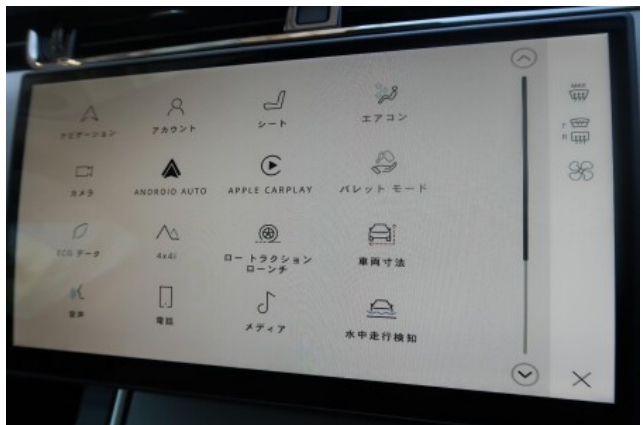 MAX
ナビゲーション
アカウント
シート
エアコン
F
R
カメラ
ANDROID AUTO
APPLE CARPLAY
バレット モード
ECO データ
4x4i
ロー トラクション
ローンチ
車両寸法
音声
電話
メディア
水中走行検知